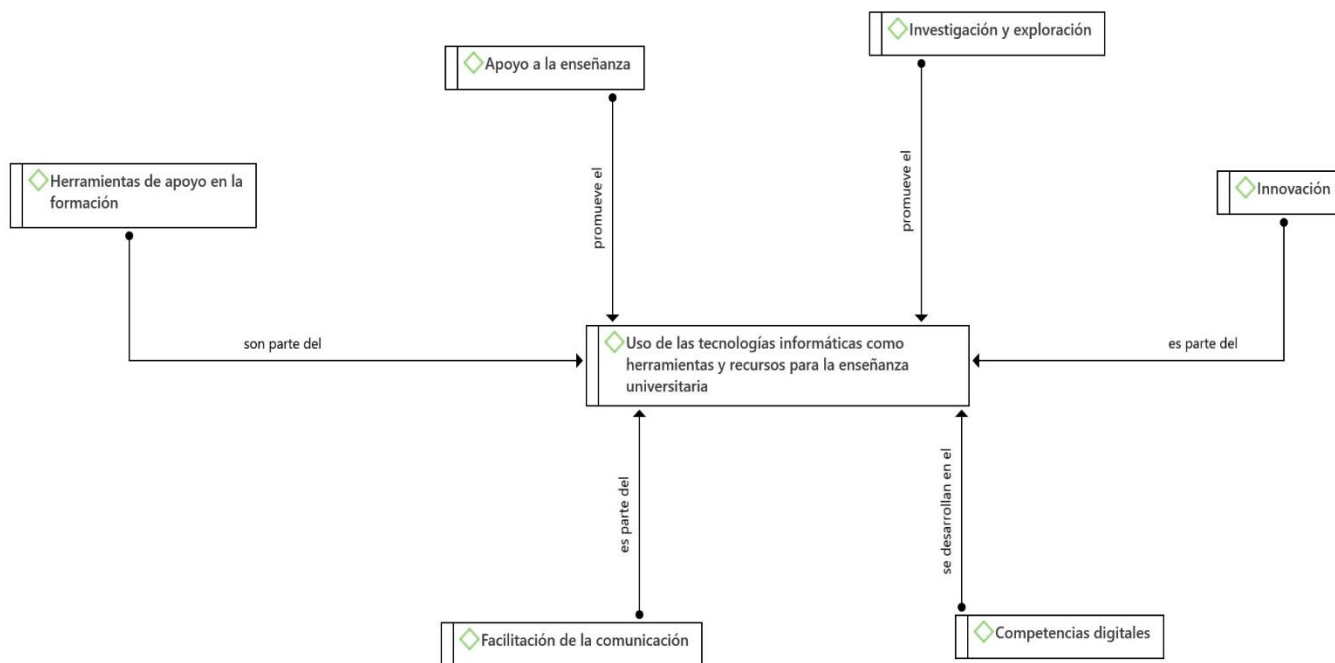 Investigación y exploración
Apoyo a la enseñanza
Herramientas de apoyo en la
formación
Innovación
promueve el
promueve el
son parte del
Uso de las tecnologías informáticas como
herramientas y recursos para la enseñanza
universitaria
es parte del
es parte del
se desarrollan en el
Facilitación de la comunicación
Competencias digitales